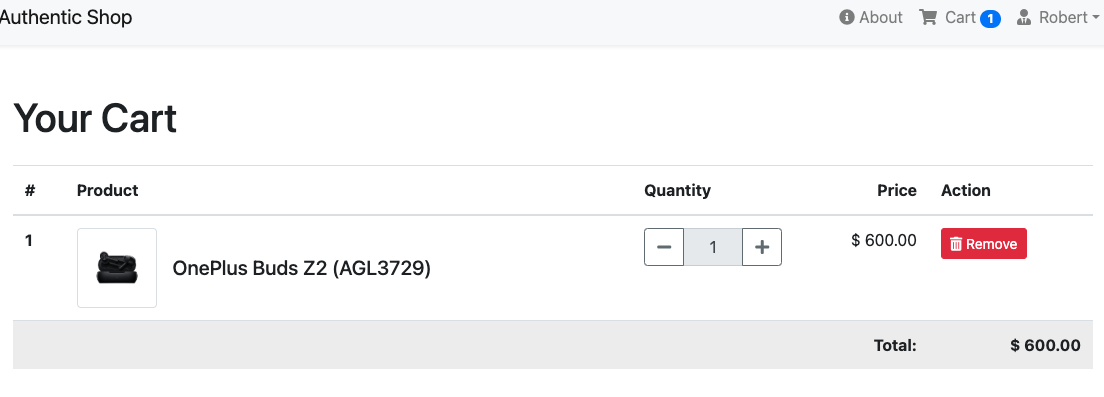 Authentic Shop
About
Cart 1
Robert
Your Cart
# Product Quantity Price Action
1 OnePlus Buds Z2 (AGL3729) − 1 + $ 600.00 Remove
Total: $ 600.00